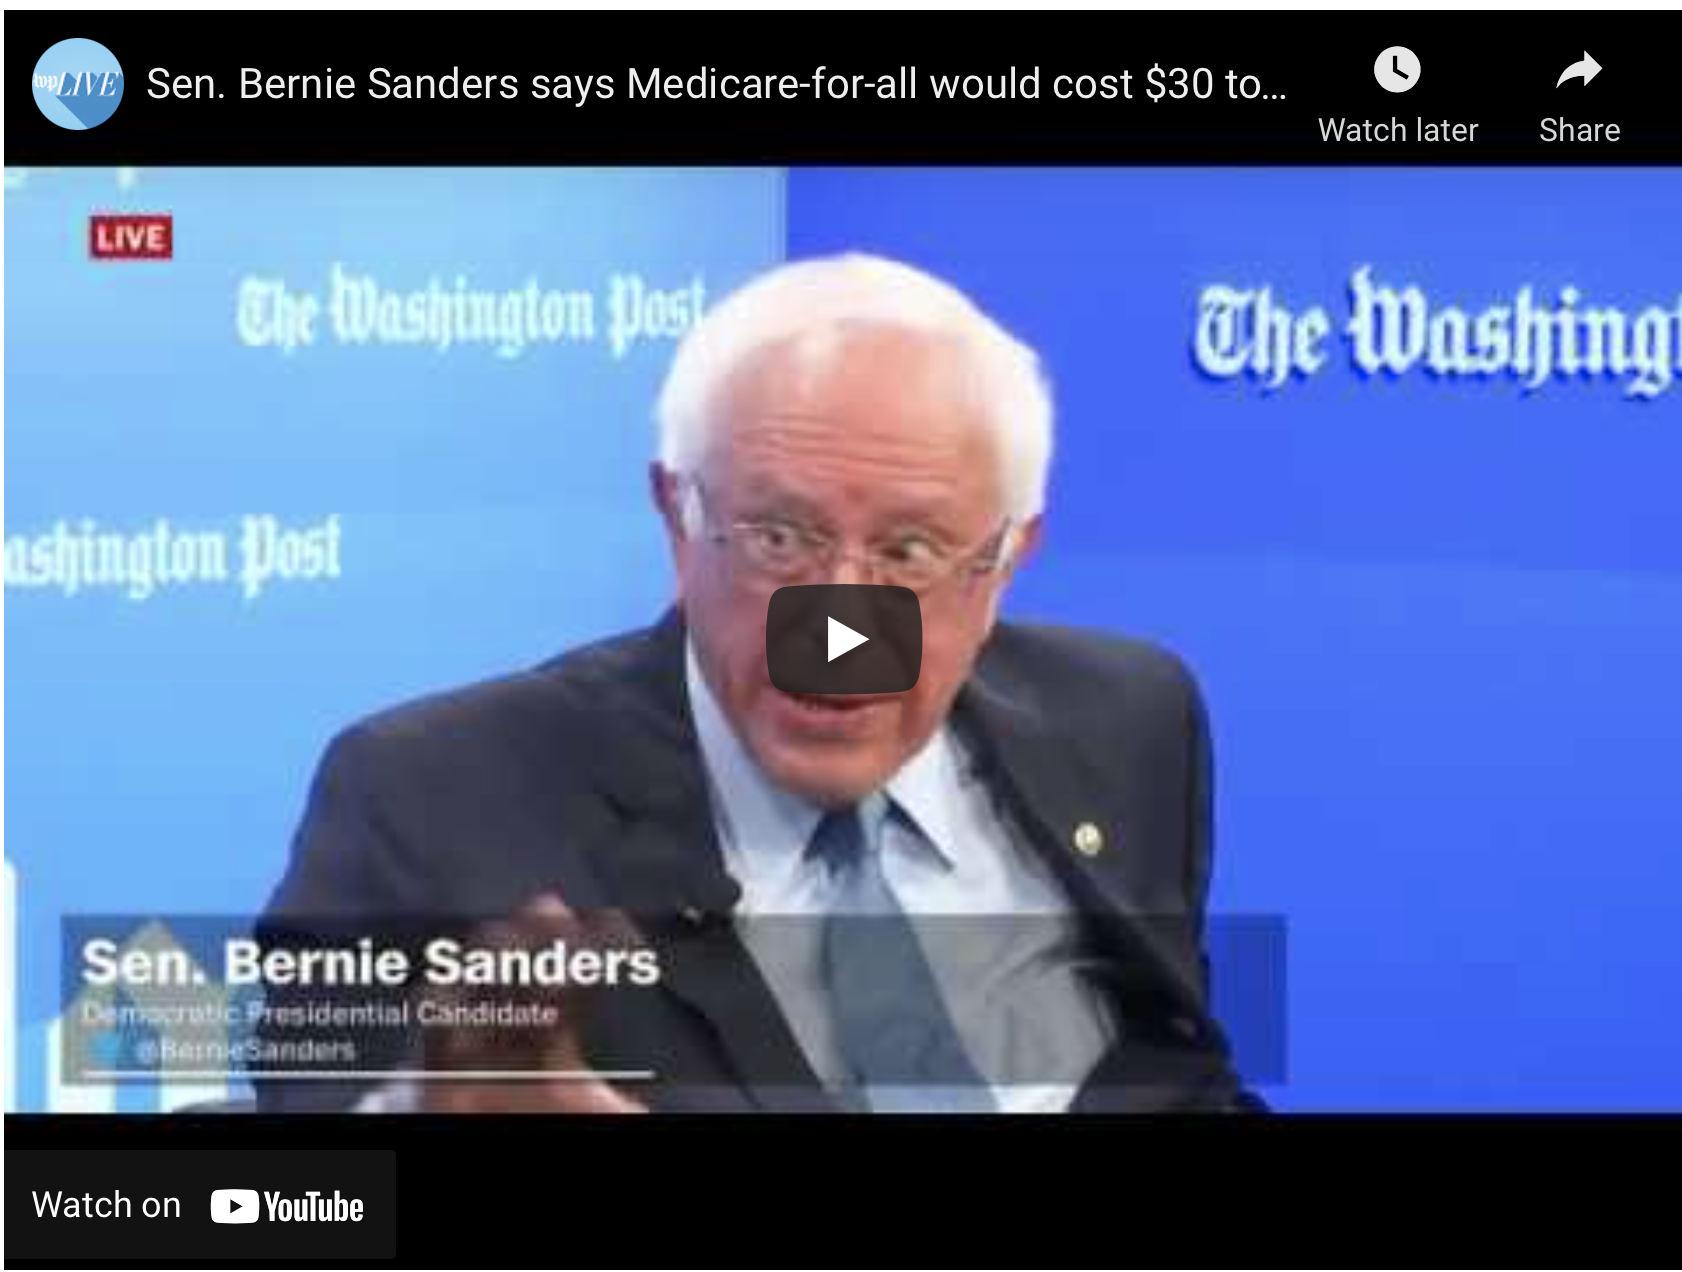 wpLIVE
Sen. Bernie Sanders says Medicare-for-all would cost $30 to...
Watch later
Share
LIVE
The Washington Post
The Washingt
ashington Post
Sen. Bernie Sanders
Democratic Presidential Candidate
@BernieSanders
Watch on YouTube